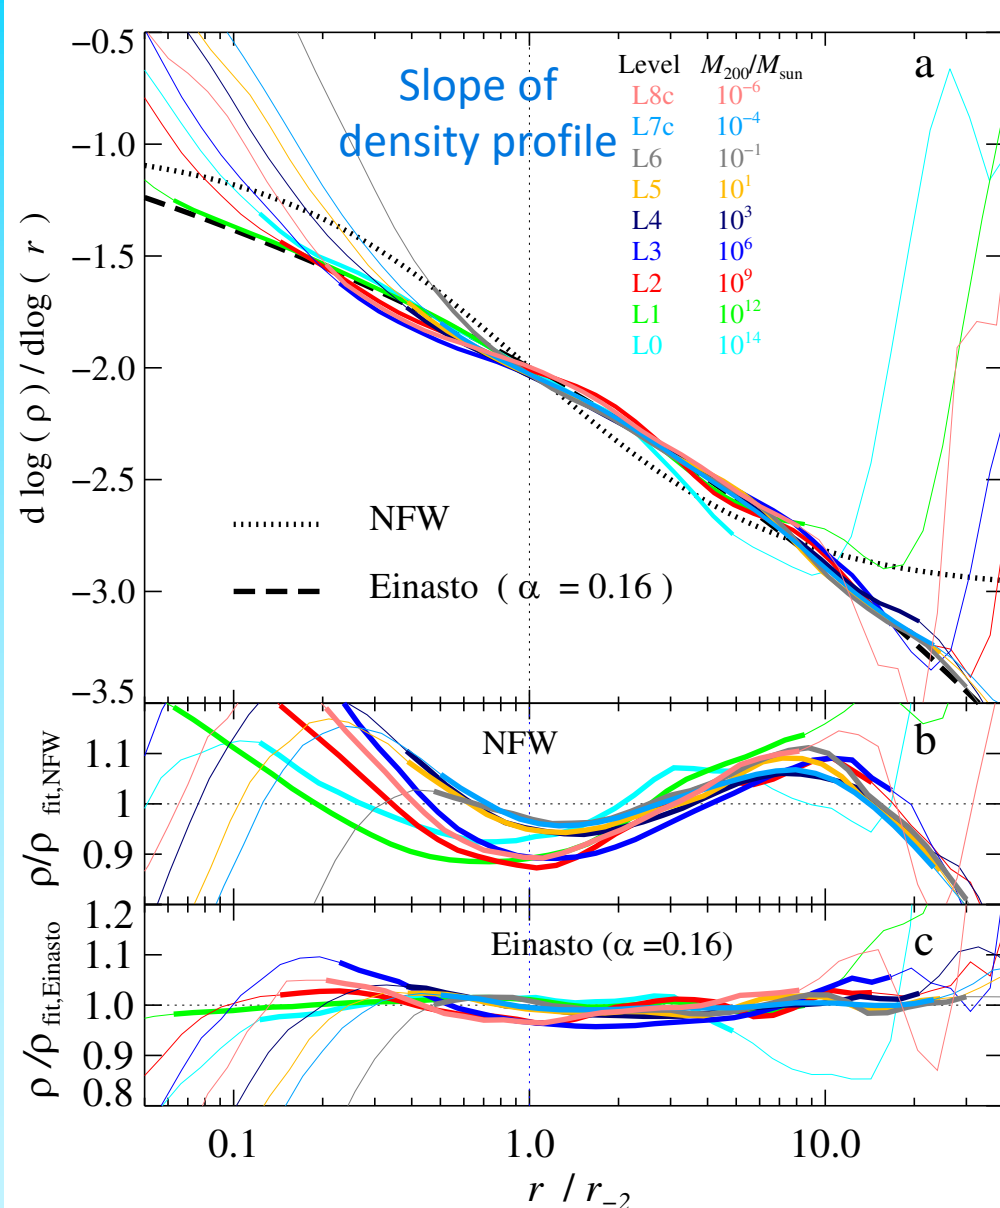 −0.5
−1.0
−1.5
−2.0
−2.5
−3.0
−3.5
d log ( ρ ) / dlog ( r )
Slope of
density profile
a
Level M₂₀₀/Mₛᵤₙ
L8c 10⁻⁶
L7c 10⁻⁴
L6 10⁻¹
L5 10¹
L4 10³
L3 10⁶
L2 10⁹
L1 10¹²
L0 10¹⁴
NFW
Einasto ( α = 0.16 )
1.1
1
0.9
ρ/ρ fit,NFW
NFW
b
1.2
1.1
1.0
0.9
0.8
ρ/ρ fit,Einasto
Einasto (α =0.16)
c
0.1 1.0 10.0
r / r₋₂